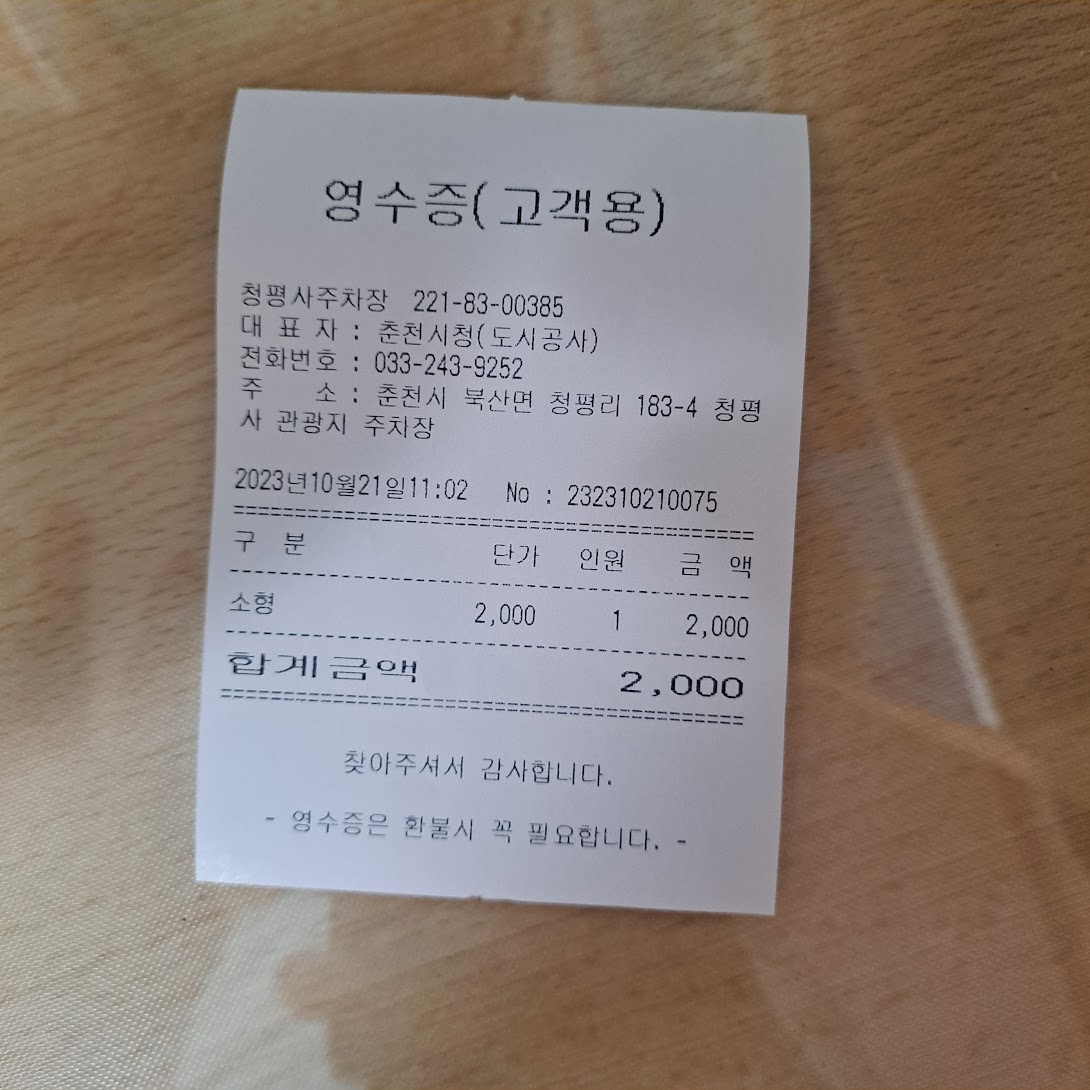 영수증(고객용)
청평사주차장 221-83-00385
대 표 자 : 춘천시청(도시공사)
전화번호 : 033-243-9252
주 소 : 춘천시 북산면 청평리 183-4 청평
사 관광지 주차장
2023년10월21일11:02 No : 232310210075
구 분 단가 인원 금 액
소형 2,000 1 2,000
합계금액 2,000
찾아주셔서 감사합니다.
- 영수증은 환불시 꼭 필요합니다. -